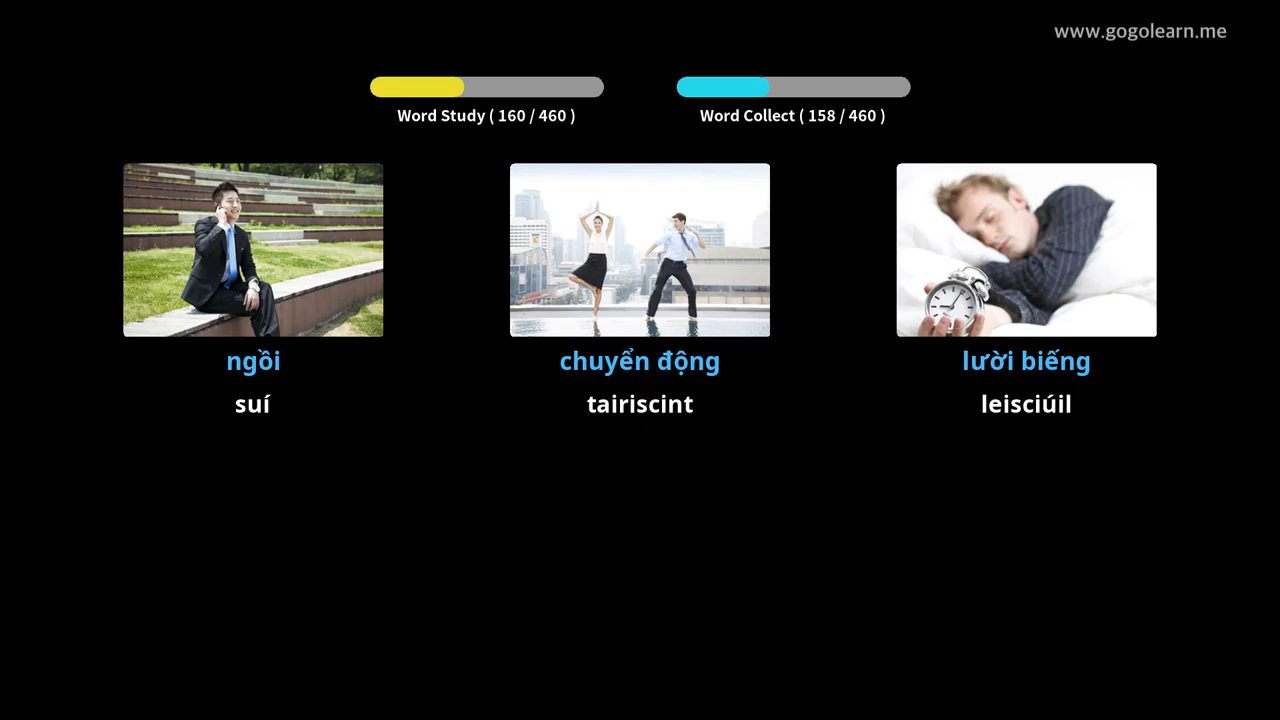 www.gogolearn.me
Word Study ( 160 / 460 )
Word Collect ( 158 / 460 )
ngồi
chuyển động
lười biếng
suí
tairiscint
leisciúil